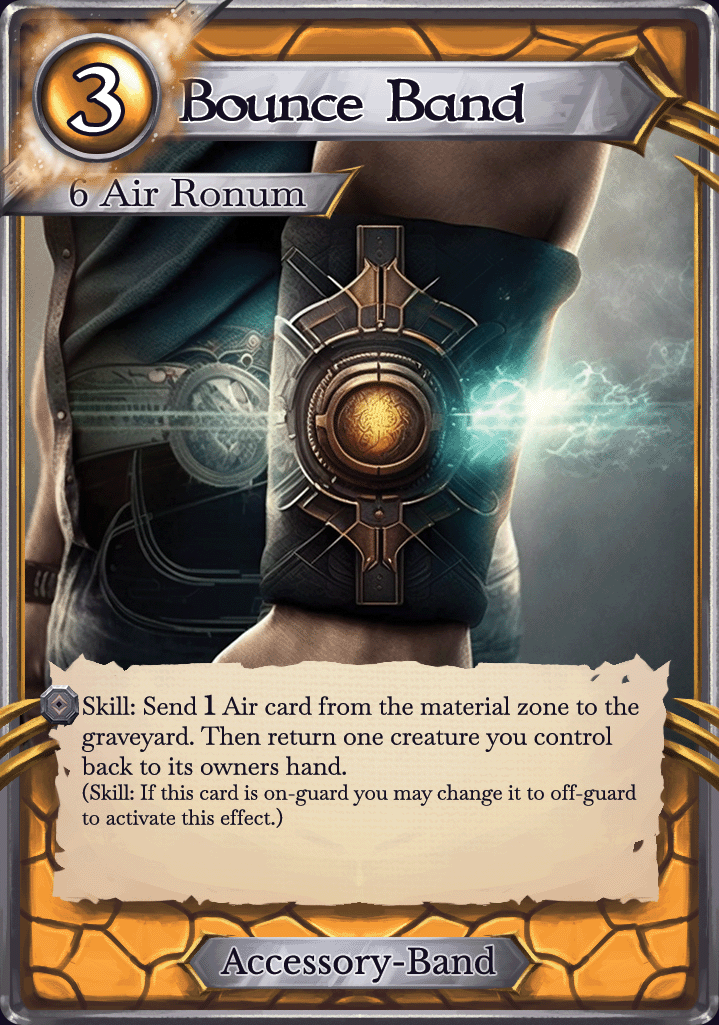 3
Bounce Band
6 Air Ronum
Skill: Send 1 Air card from the material zone to the
graveyard. Then return one creature you control
back to its owners hand.
(Skill: If this card is on-guard you may change it to off-guard
to activate this effect.)
Accessory-Band